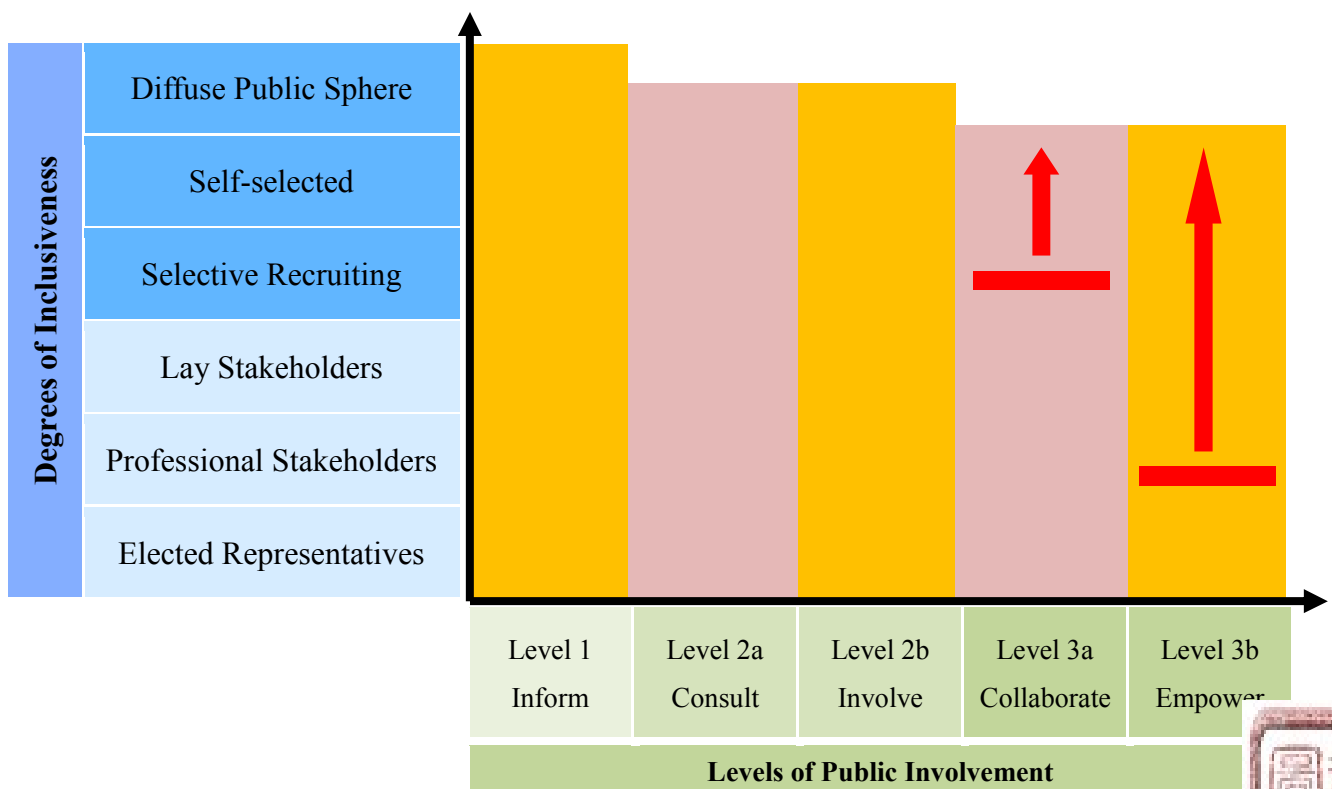 Degrees of Inclusiveness
Diffuse Public Sphere
Self-selected
Selective Recruiting
Lay Stakeholders
Professional Stakeholders
Elected Representatives
Level 1
Inform
Level 2a
Consult
Level 2b
Involve
Level 3a
Collaborate
Level 3b
Empower
Levels of Public Involvement